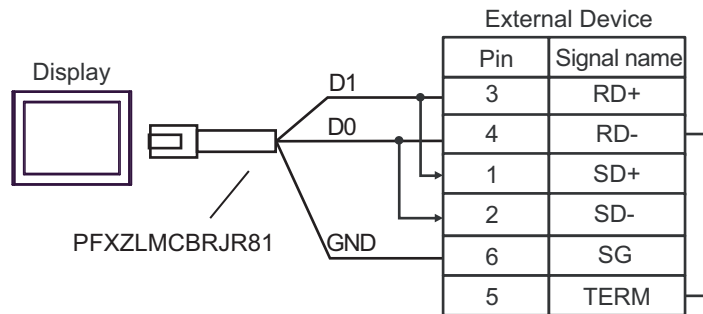 External Device
Display
Pin Signal name
D1 3 RD+
D0 4 RD-
1 SD+
2 SD-
PFXZLMCBRJR81 GND 6 SG
5 TERM